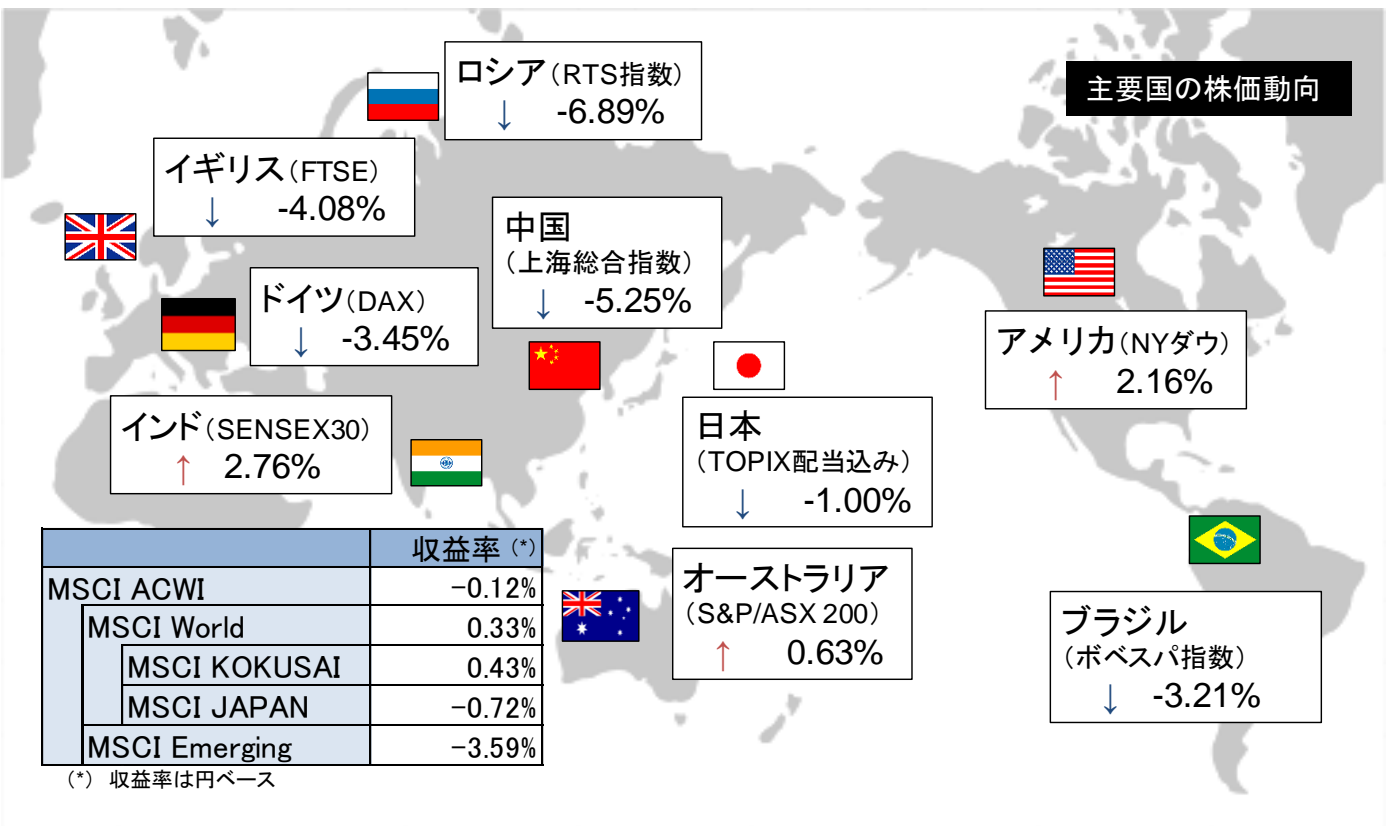 主要国の株価動向
ロシア(RTS指数)
↓ -6.89%
イギリス(FTSE)
↓ -4.08%
中国
(上海総合指数)
↓ -5.25%
ドイツ(DAX)
↓ -3.45%
アメリカ(NYダウ)
↑ 2.16%
インド(SENSEX30)
↑ 2.76%
日本
(TOPIX配当込み)
↓ -1.00%
オーストラリア
(S&P/ASX 200)
↑ 0.63%
ブラジル
(ボベスパ指数)
↓ -3.21%
収益率 (*)
MSCI ACWI -0.12%
MSCI World 0.33%
MSCI KOKUSAI 0.43%
MSCI JAPAN -0.72%
MSCI Emerging -3.59%
(*) 収益率は円ベース